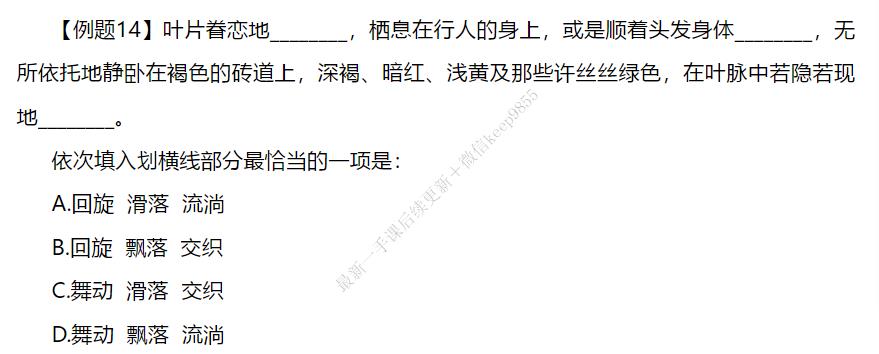 【例题14】叶片眷恋地________，栖息在行人的身上，或是顺着头发身体________，无
所依托地静卧在褐色的砖道上，深褐、暗红、浅黄及那些许丝丝绿色，在叶脉中若隐若现
地________。
依次填入划横线部分最恰当的一项是：
A.回旋 滑落 流淌
B.回旋 飘落 交织
C.舞动 滑落 交织
D.舞动 飘落 流淌
最新一手课后续更新＋微信keep9855